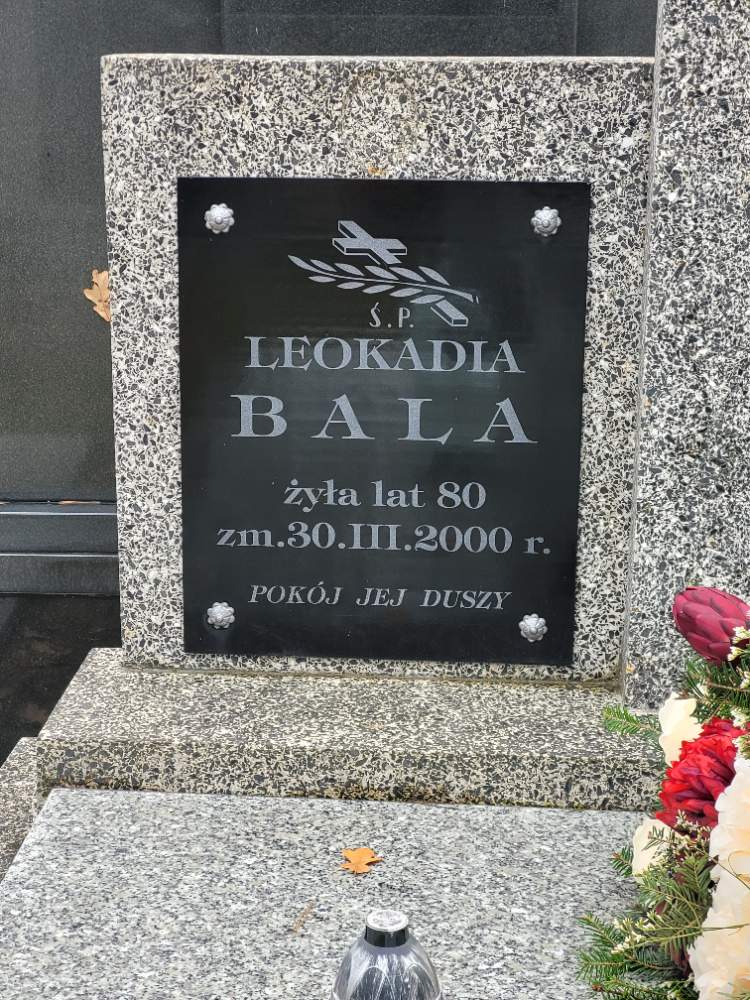 Ś.P.
LEOKADIA
BALA
żyła lat 80
zm.30.III.2000 r.
POKÓJ JEJ DUSZY